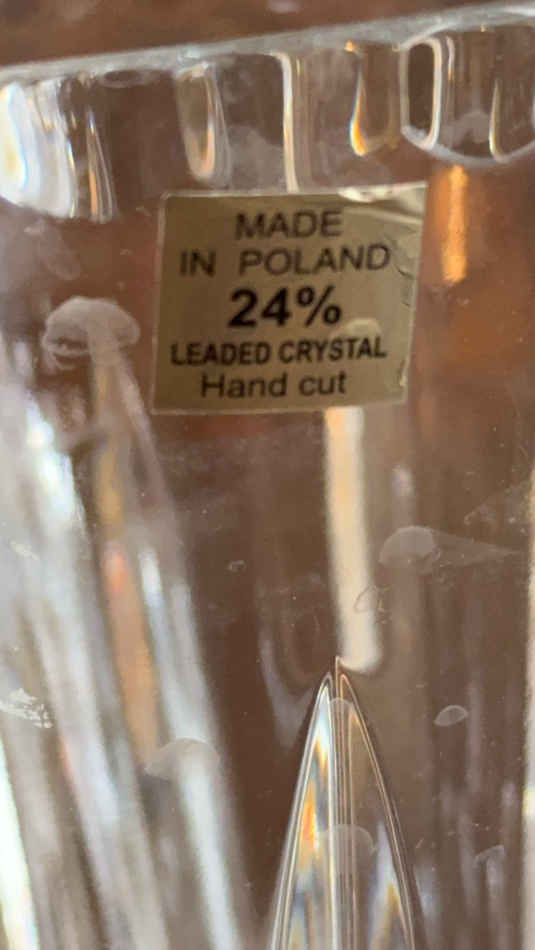 MADE
IN POLAND
24%
LEADED CRYSTAL
Hand cut